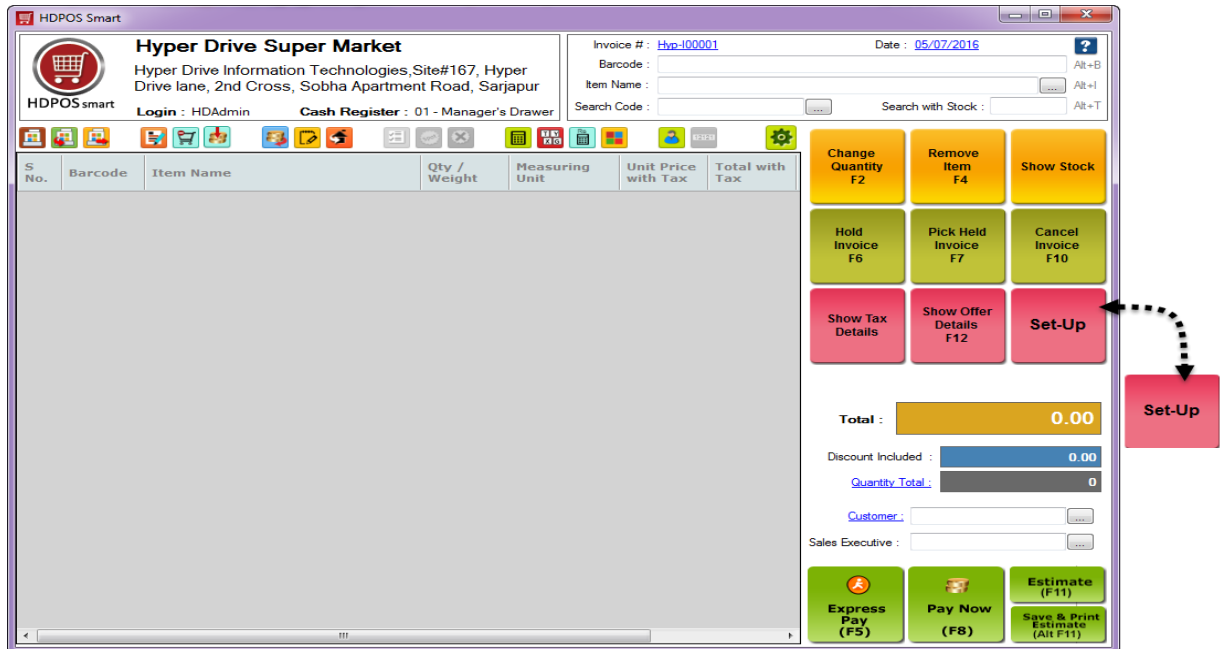 HDPOS Smart
Hyper Drive Super Market
Hyper Drive Information Technologies,Site#167, Hyper
Drive lane, 2nd Cross, Sobha Apartment Road, Sarjapur
HDPOS smart
Login : HDAdmin Cash Register : 01 - Manager's Drawer
Invoice # : Hyp-I00001 Date : 05/07/2016 ?
Barcode : Alt+B
Item Name : ... Alt+I
Search Code : ... Search with Stock : Alt+T
S No. Barcode Item Name Qty / Weight Measuring Unit Unit Price with Tax Total with Tax
Change
Quantity
F2
Remove
Item
F4
Show Stock
Hold
Invoice
F6
Pick Held
Invoice
F7
Cancel
Invoice
F10
Show Tax
Details
Show Offer
Details
F12
Set-Up
Set-Up
Total : 0.00
Discount Included : 0.00
Quantity Total : 0
Customer : ...
Sales Executive : ...
Express
Pay
(F5)
Pay Now
(F8)
Estimate
(F11)
Save & Print
Estimate
(Alt F11)